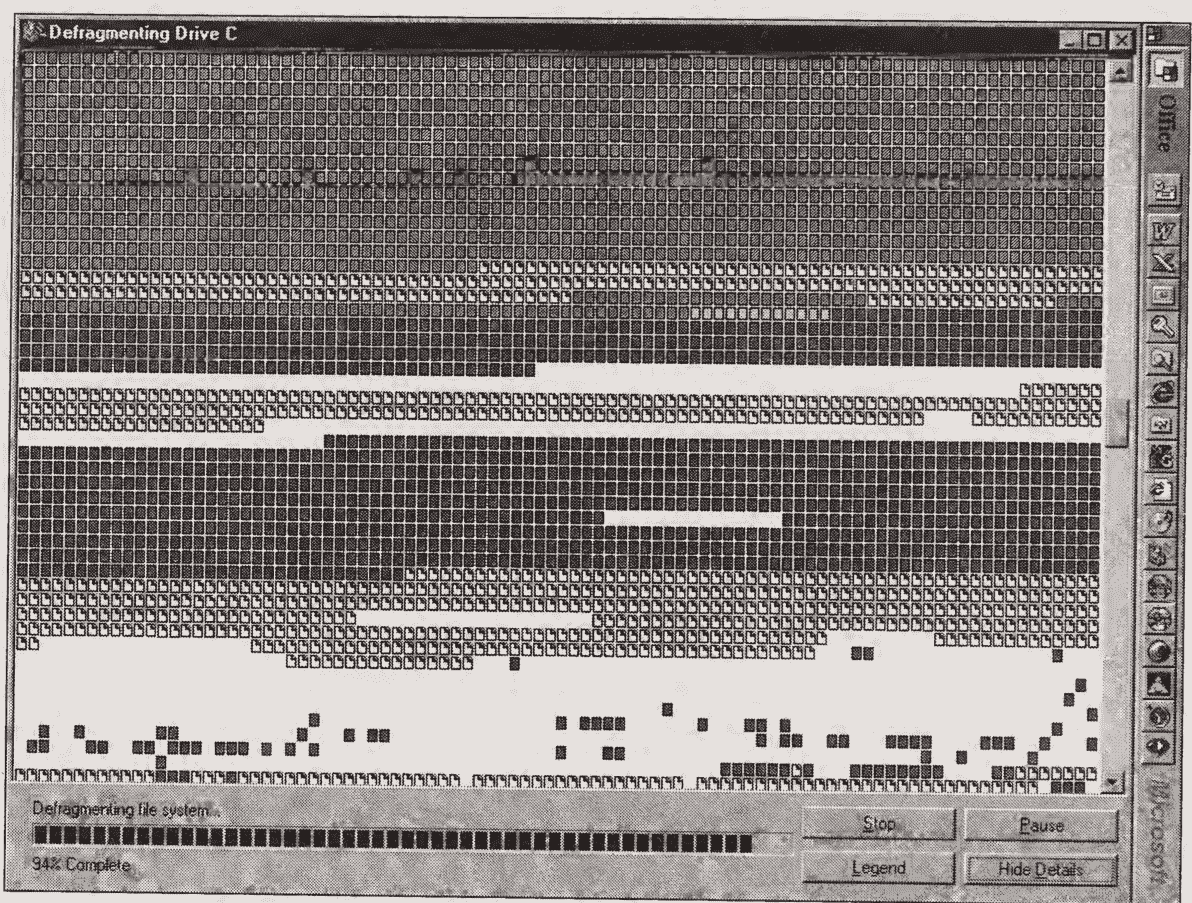 Defragmenting Drive C
Office
Defragmenting file system...
94% Complete
Stop
Pause
Legend
Hide Details
Microsoft